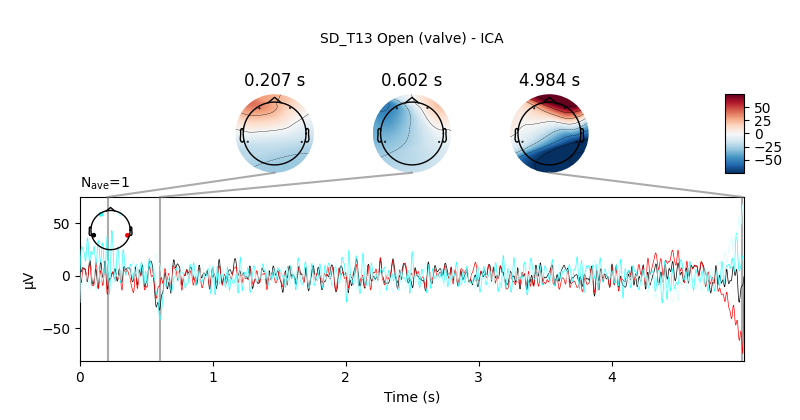 SD_T13 Open (valve) - ICA
0.207 s
0.602 s
4.984 s
50
25
0
−25
−50
Nave=1
50
0
−50
µV
0
1
2
3
4
Time (s)